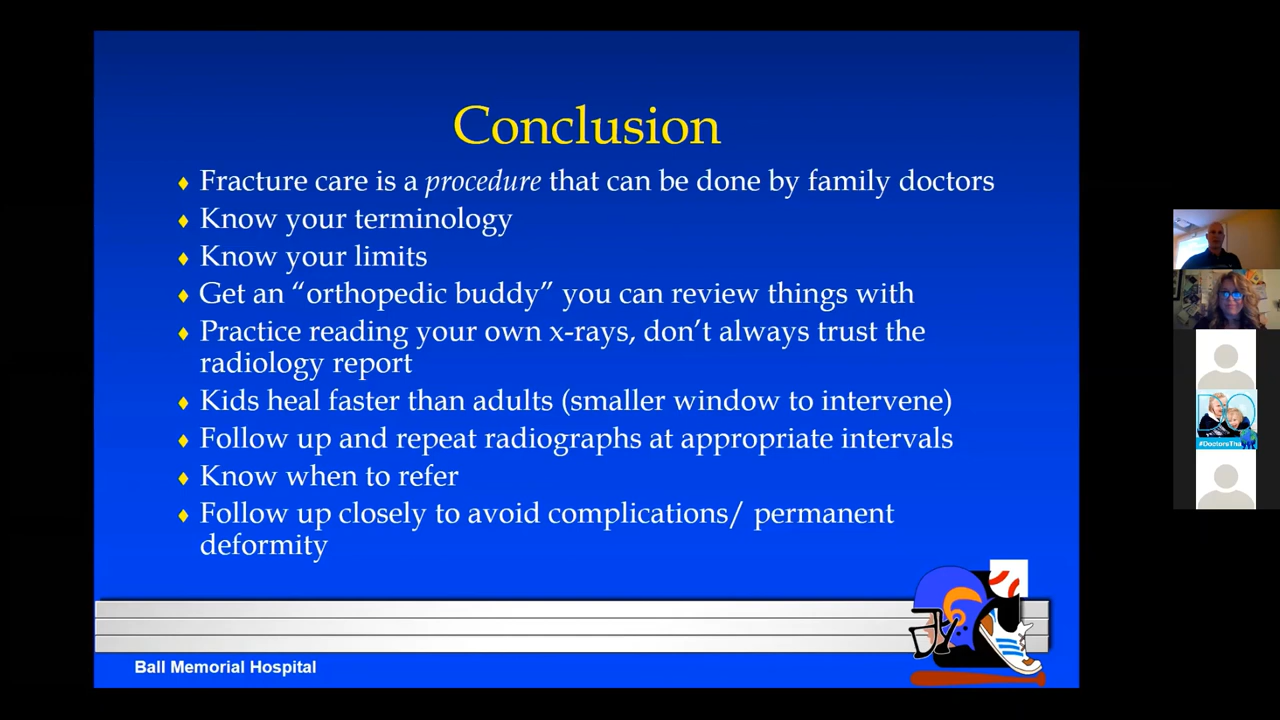 Conclusion
Fracture care is a procedure that can be done by family doctors
Know your terminology
Know your limits
Get an “orthopedic buddy” you can review things with
Practice reading your own x-rays, don’t always trust the
radiology report
Kids heal faster than adults (smaller window to intervene)
Follow up and repeat radiographs at appropriate intervals
Know when to refer
Follow up closely to avoid complications/ permanent
deformity
Ball Memorial Hospital